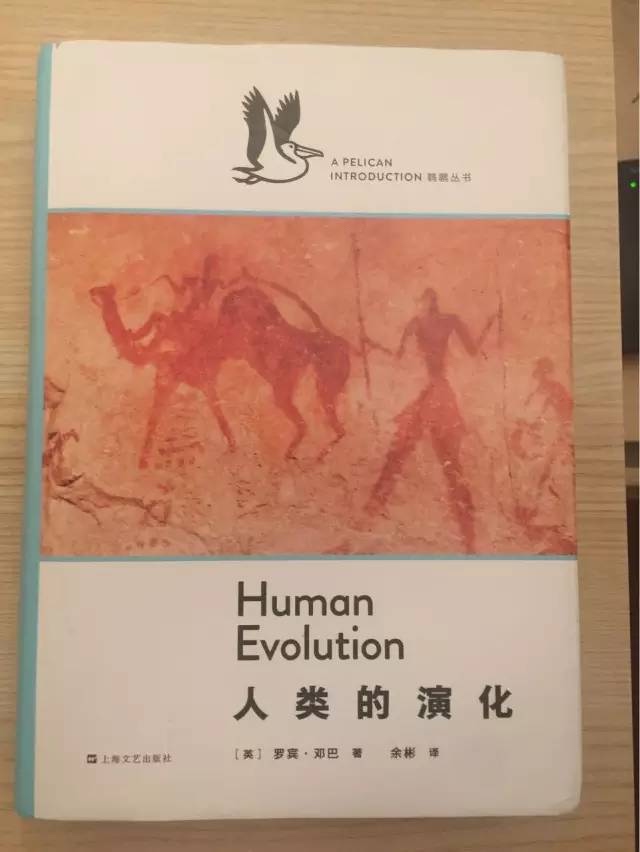 A PELICAN
INTRODUCTION 鹈鹕丛书
Human
Evolution
人类的演化
[英] 罗宾·邓巴 著 余彬 译
上海文艺出版社